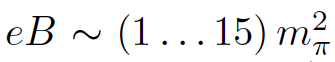 eB ∼ (1 . . . 15) m_π^2